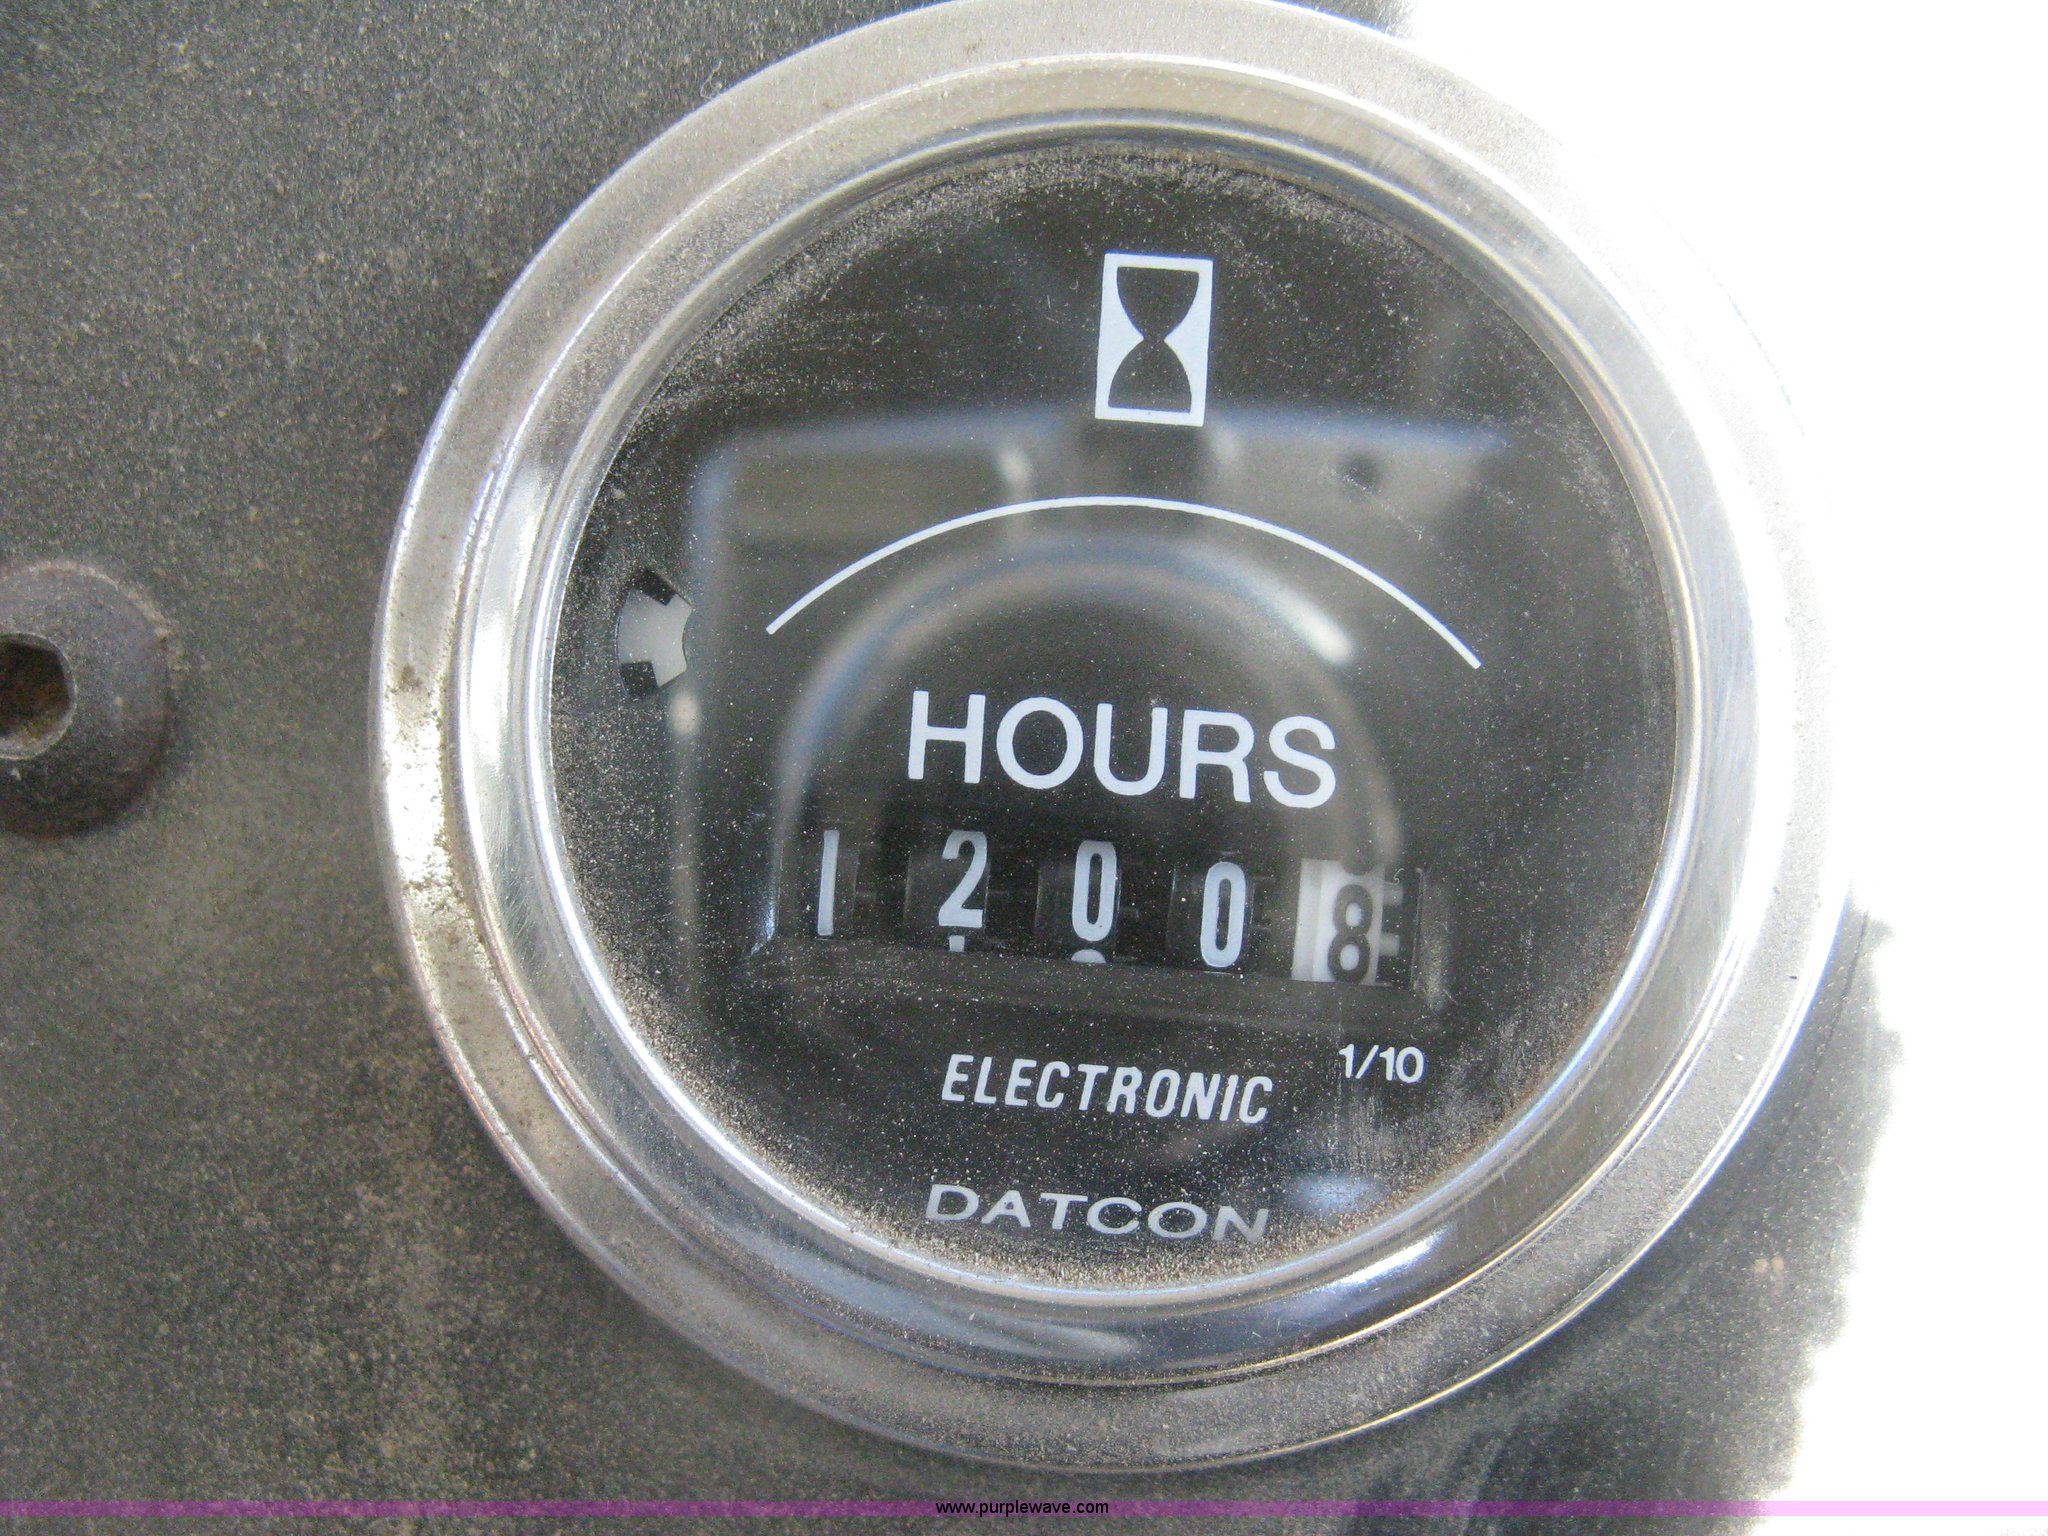 HOURS
1 2 0 0 8
1/10
ELECTRONIC
DATCON
www.purplewave.com